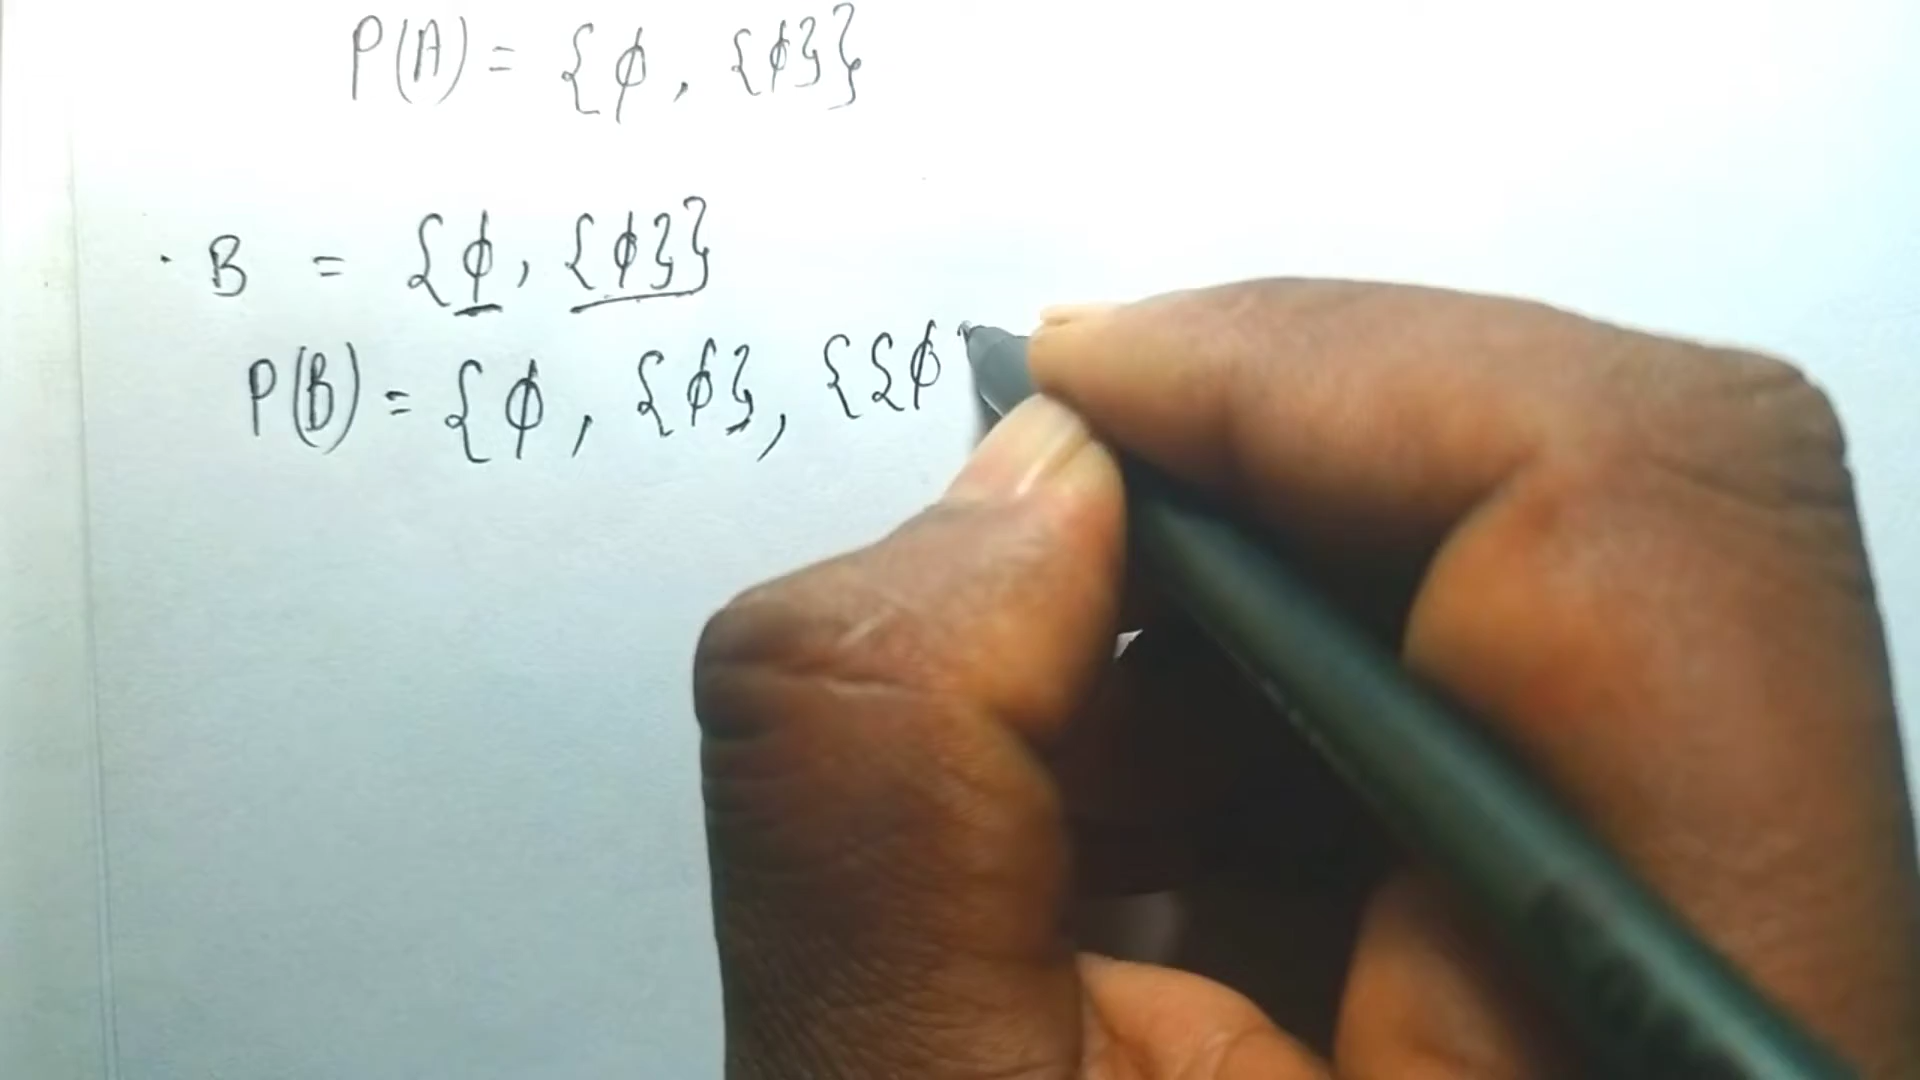 P(A) = {ϕ, {ϕ}}
· B = {ϕ, {ϕ}}
P(B) = {ϕ, {ϕ}, {{ϕ